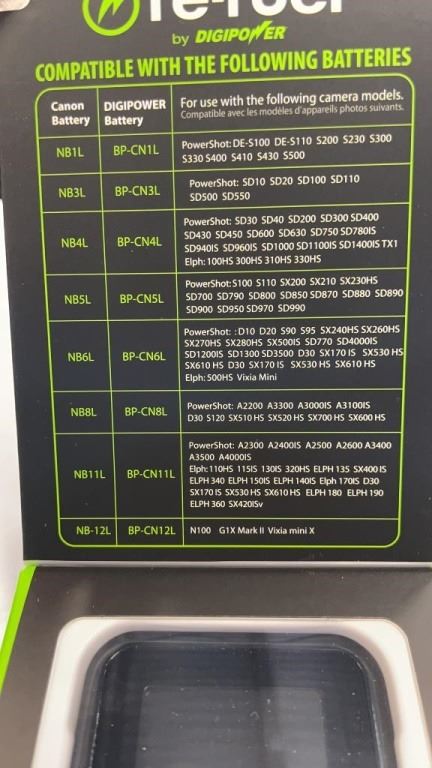 re-fuel
by DIGIPOWER
COMPATIBLE WITH THE FOLLOWING BATTERIES
Canon Battery DIGIPOWER Battery For use with the following camera models.
Compatible avec les modèles d'appareils photos suivants.
NB1L BP-CN1L PowerShot: DE-S100 DE-S110 S200 S230 S300
S330 S400 S410 S430 S500
NB3L BP-CN3L PowerShot: SD10 SD20 SD100 SD110
SD500 SD550
NB4L BP-CN4L PowerShot: SD30 SD40 SD200 SD300 SD400
SD430 SD450 SD600 SD630 SD750 SD780IS
SD940IS SD960IS SD1000 SD1100IS SD1400IS TX1
Elph: 100HS 300HS 310HS 330HS
NB5L BP-CN5L PowerShot:S100 S110 SX200 SX210 SX230HS
SD700 SD790 SD800 SD850 SD870 SD880 SD890
SD900 SD950 SD970 SD990
NB6L BP-CN6L PowerShot: :D10 D20 S90 S95 SX240HS SX260HS
SX270HS SX280HS SX500IS SD770 SD4000IS
SD1200IS SD1300 SD3500 D30 SX170 IS SX530 HS
SX610 HS D30 SX170 IS SX530 HS SX610 HS
Elph: 500HS Vixia Mini
NB8L BP-CN8L PowerShot: A2200 A3300 A3000IS A3100IS
D30 S120 SX510 HS SX520 HS SX700 HS SX600 HS
NB11L BP-CN11L PowerShot: A2300 A2400IS A2500 A2600 A3400
A3500 A4000IS
Elph: 110HS 115IS 130IS 320HS ELPH 135 SX400 IS
ELPH 340 ELPH 150IS ELPH 140IS Elph 170IS D30
SX170 IS SX530 HS SX610 HS ELPH 180 ELPH 190
ELPH 360 SX420ISv
NB-12L BP-CN12L N100 G1X Mark II Vixia mini X